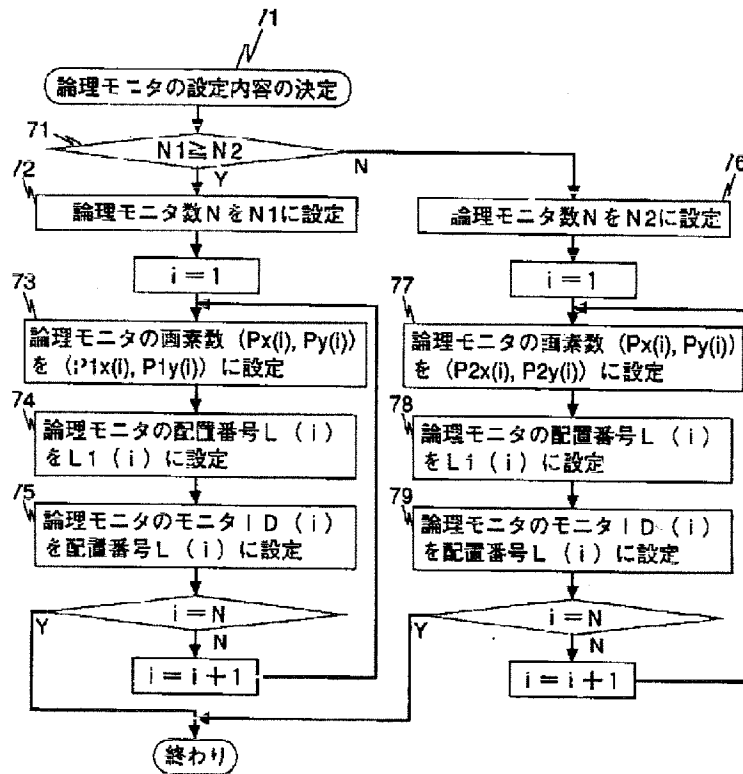 71
論理モニタの設定内容の決定
71
N1≧N2
Y
N
72
論理モニタ数NをN1に設定
i=1
73
論理モニタの画素数 (Px(i), Py(i))
を (P1x(i), P1y(i)) に設定
74
論理モニタの配置番号L (i)
をL1 (i) に設定
75
論理モニタのモニタID (i)
を配置番号L (i) に設定
i=N
Y
N
i=i+1
終わり
76
論理モニタ数NをN2に設定
i=1
77
論理モニタの画素数 (Px(i), Py(i))
を (P2x(i), P2y(i)) に設定
78
論理モニタの配置番号L (i)
をL1 (i) に設定
79
論理モニタのモニタID (i)
を配置番号L (i) に設定
i=N
Y
N
i=i+1